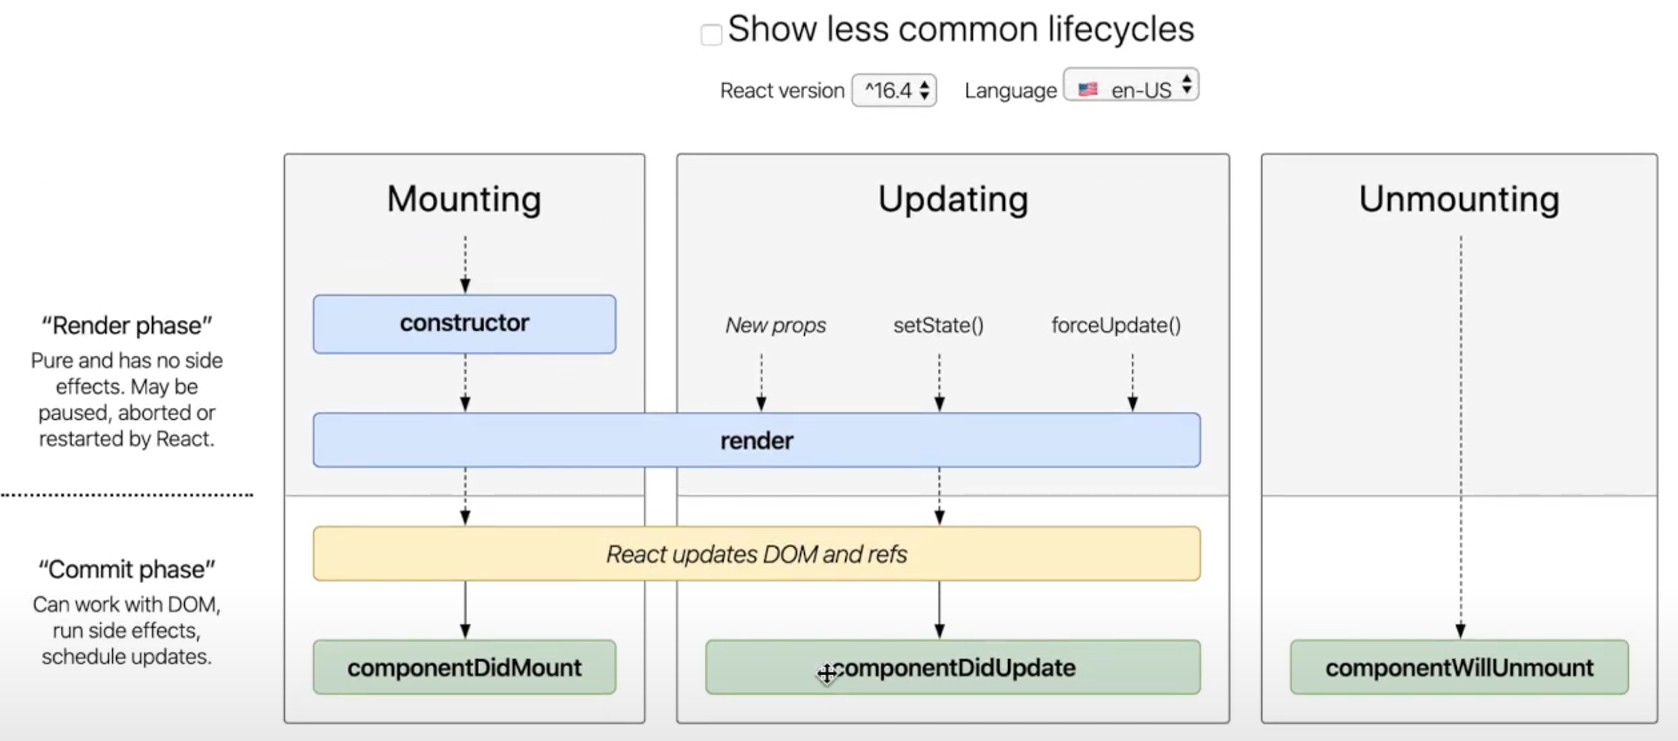 Show less common lifecycles
React version ^16.4 Language 🇺🇸 en-US
Mounting
Updating
Unmounting
“Render phase”
Pure and has no side
effects. May be
paused, aborted or
restarted by React.
constructor
New props
setState()
forceUpdate()
render
“Commit phase”
Can work with DOM,
run side effects,
schedule updates.
React updates DOM and refs
componentDidMount
componentDidUpdate
componentWillUnmount